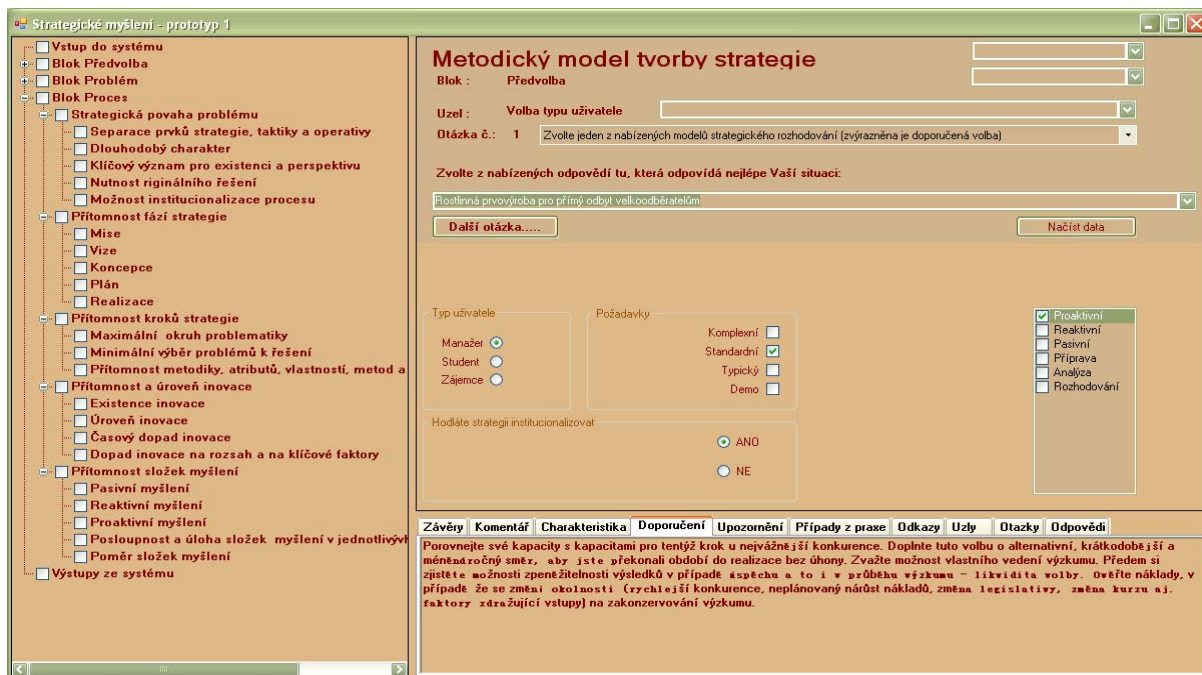 Strategické myšlení - prototyp 1
Vstup do systému
Blok Předvolba
Blok Problém
Blok Proces
Strategická povaha problému
Separace prvků strategie, taktiky a operativy
Dlouhodobý charakter
Klíčový význam pro existenci a perspektivu
Nutnost riginálního řešení
Možnost institucionalizace procesu
Přítomnost fází strategie
Mise
Vize
Koncepce
Plán
Realizace
Přítomnost kroků strategie
Maximální okruh problematiky
Minimální výběr problémů k řešení
Přítomnost metodiky, atributů, vlastností, metod a
Přítomnost a úroveň inovace
Existence inovace
Úroveň inovace
Časový dopad inovace
Dopad inovace na rozsah a na klíčové faktory
Přítomnost složek myšlení
Pasivní myšlení
Reaktivní myšlení
Proaktivní myšlení
Posloupnost a úloha složek myšlení v jednotlivých
Poměr složek myšlení
Výstupy ze systému
Metodický model tvorby strategie
Blok : Předvolba
Uzel : Volba typu uživatele
Otázka č.: 1 Zvolte jeden z nabízených modelů strategického rozhodování (zvýrazněna je doporučená volba)
Zvolte z nabízených odpovědí tu, která odpovídá nejlépe Vaší situaci:
Rostlinná prvovýroba pro přímý odbyt velkoodběratelům
Další otázka..... Načíst data
Typ uživatele
Manažer
Student
Zájemce
Požadavky
Komplexní
Standardní
Typický
Demo
Hodláte strategii institucionalizovat
ANO
NE
Proaktivní
Reaktivní
Pasivní
Příprava
Analýza
Rozhodování
Závěry Komentář Charakteristika Doporučení Upozornění Případy z praxe Odkazy Uzly Otazky Odpovědi
Porovnejte své kapacity s kapacitami pro tentýž krok u nejvážnější konkurence. Doplnte tuto volbu o alternativní, krátkodobější a
méněnáročný směr, aby jste překonali období do realizace bez úhony. Zvažte možnost vlastního vedení výzkumu. Předem si
zjistěte možnosti zpeněžitelnosti výsledků v případě úspěchu a to i v průběhu výzkumu – likvidita volby. Ověřte náklady, v
případě že se změní okolnosti (rychlejší konkurence, neplánovaný nárůst nákladů, změna legislativy, změna kurzu aj.
faktory zdražující vstupy) na zakonzervování výzkumu.